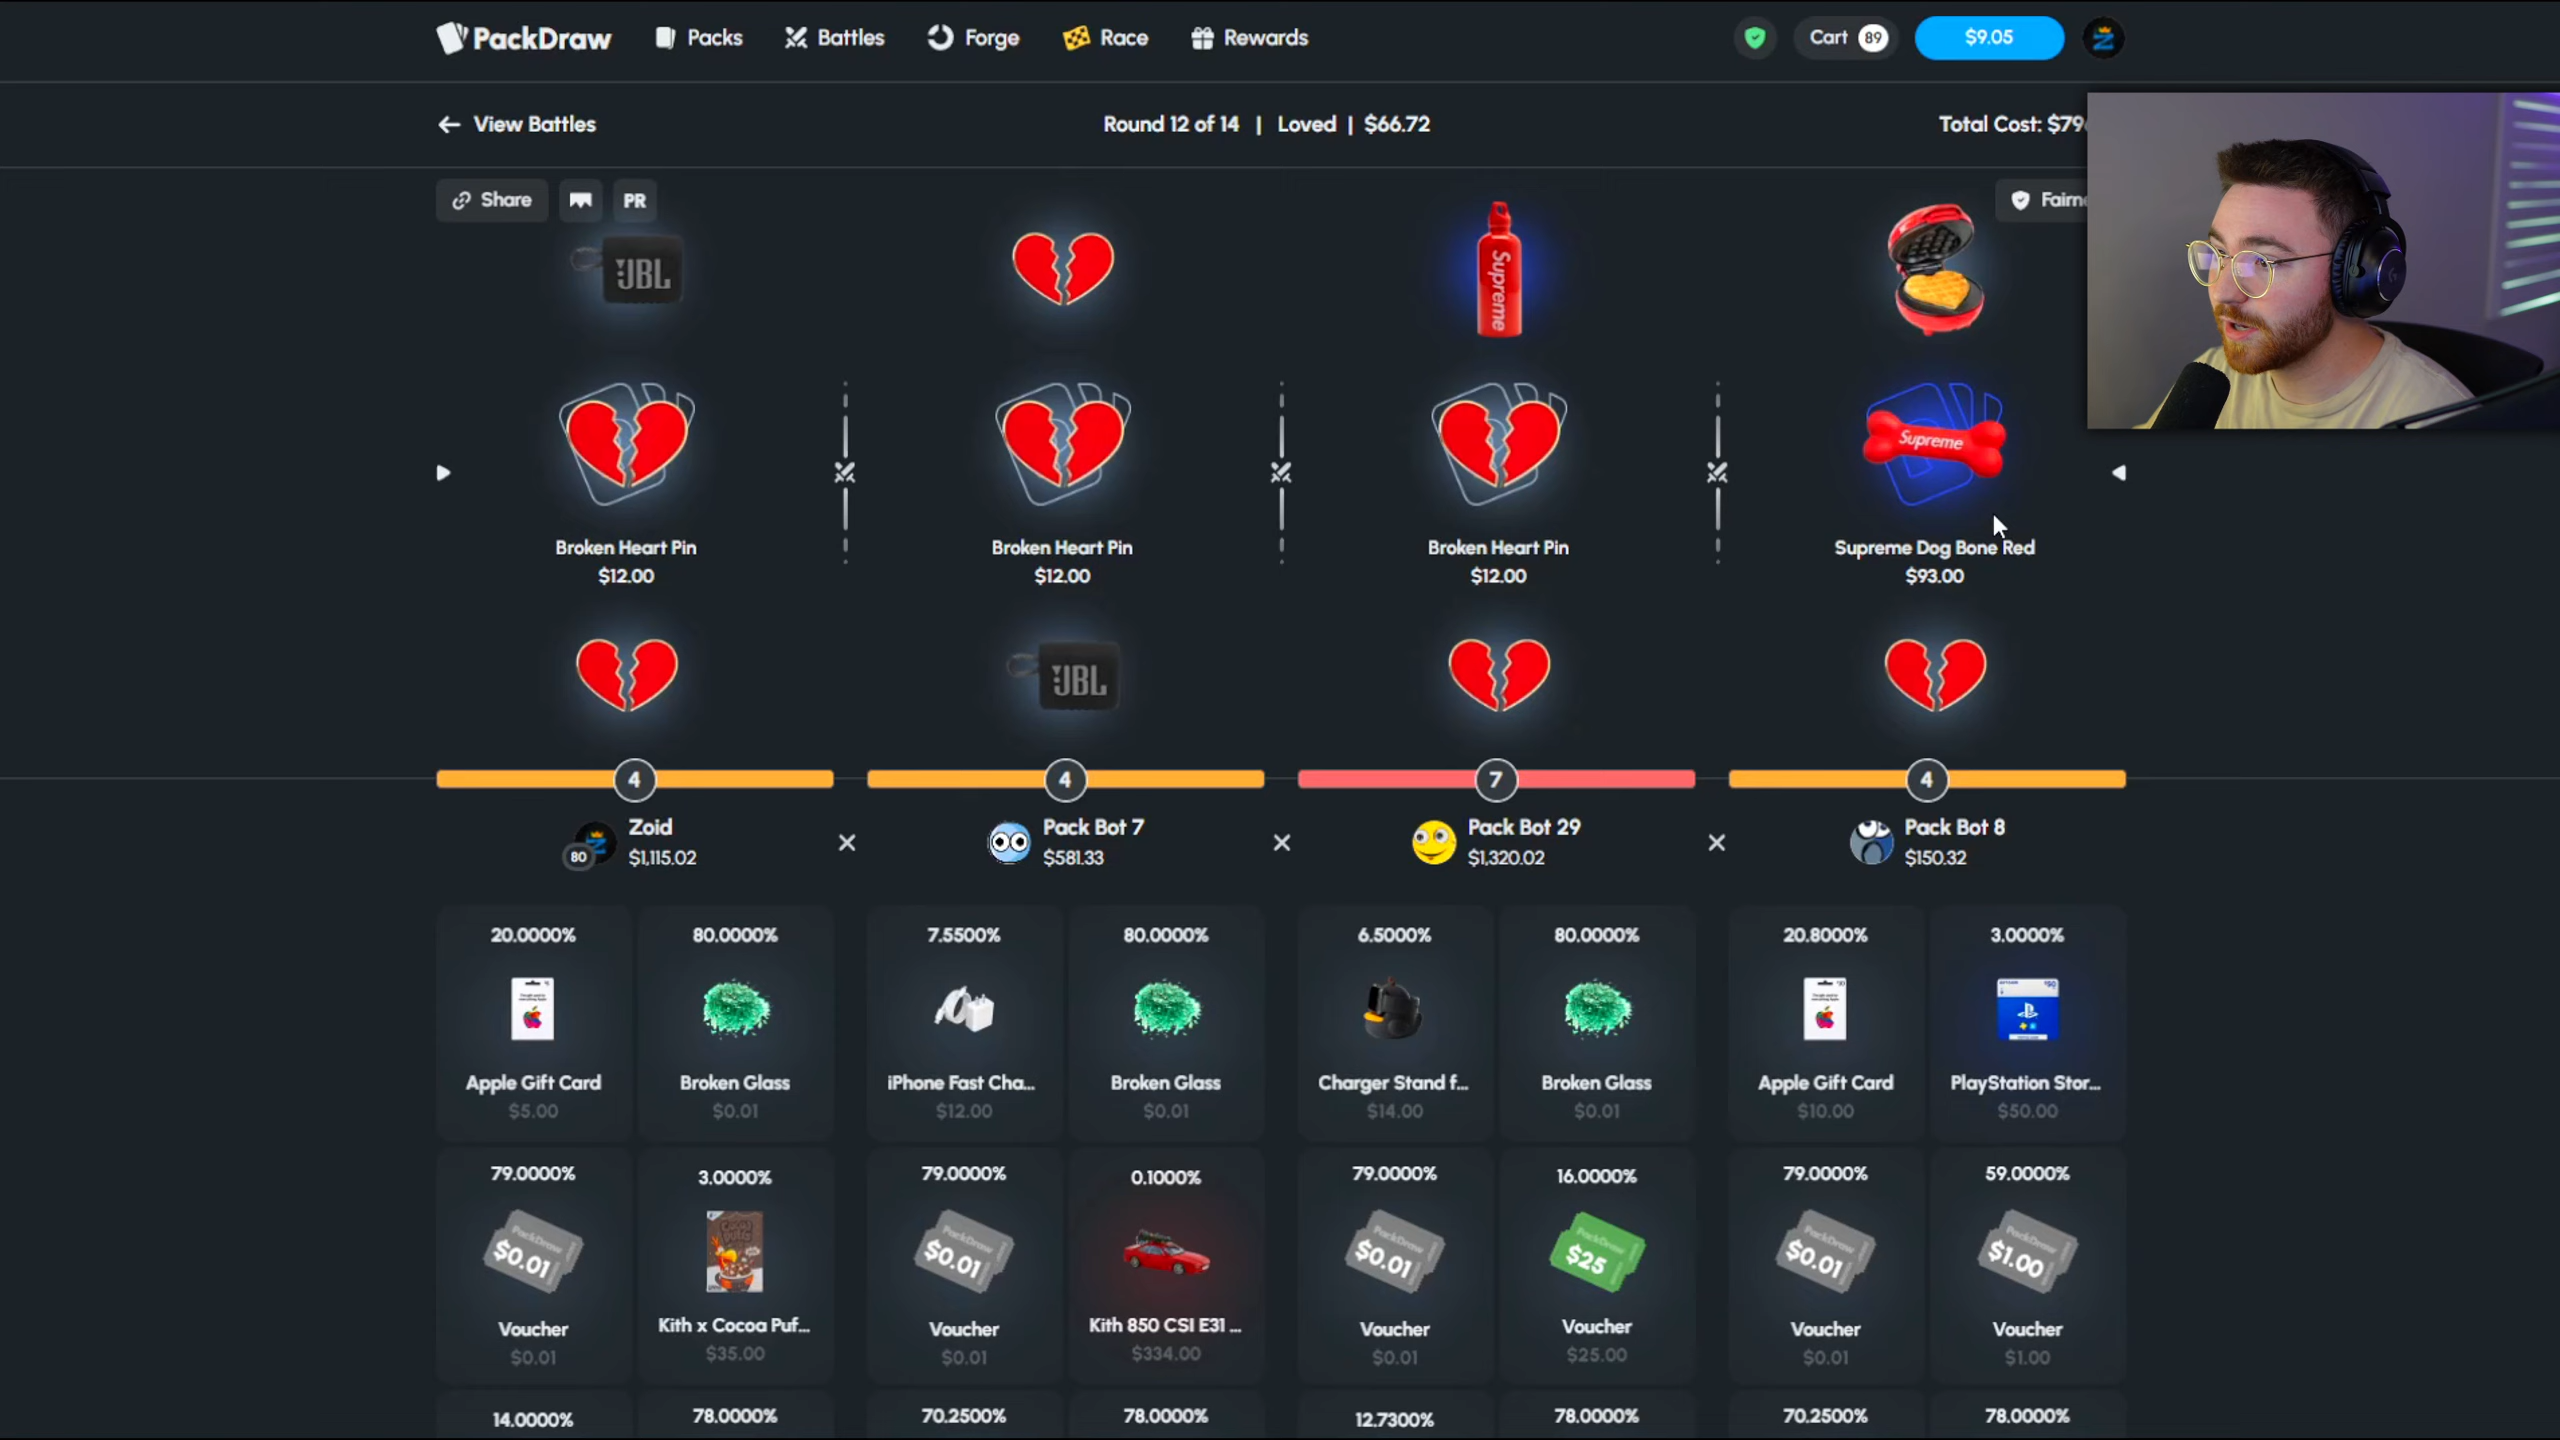 PackDraw
Packs
Battles
Forge
Race
Rewards
Cart 89
$9.05
View Battles
Round 12 of 14 | Loved | $66.72
Total Cost: $79
Share
PR
Fairne
JBL
Supreme
Supreme
Broken Heart Pin
$12.00
Broken Heart Pin
$12.00
Broken Heart Pin
$12.00
Supreme Dog Bone Red
$93.00
JBL
4
4
7
4
80
Zoid
$1,115.02
Pack Bot 7
$581.33
Pack Bot 29
$1,320.02
Pack Bot 8
$150.32
20.0000%
Apple Gift Card
$5.00
80.0000%
Broken Glass
$0.01
7.5500%
iPhone Fast Cha...
$12.00
80.0000%
Broken Glass
$0.01
6.5000%
Charger Stand f...
$14.00
80.0000%
Broken Glass
$0.01
20.8000%
Apple Gift Card
$10.00
3.0000%
PlayStation Stor...
$50.00
79.0000%
PackDraw
$0.01
Voucher
$0.01
3.0000%
Kith x Cocoa Puf...
$35.00
79.0000%
PackDraw
$0.01
Voucher
$0.01
0.1000%
Kith 850 CSI E31 ...
$334.00
79.0000%
PackDraw
$0.01
Voucher
$0.01
16.0000%
PackDraw
$25
Voucher
$25.00
79.0000%
PackDraw
$0.01
Voucher
$0.01
59.0000%
PackDraw
$1.00
Voucher
$1.00
14.0000%
78.0000%
70.2500%
78.0000%
12.7300%
78.0000%
70.2500%
78.0000%